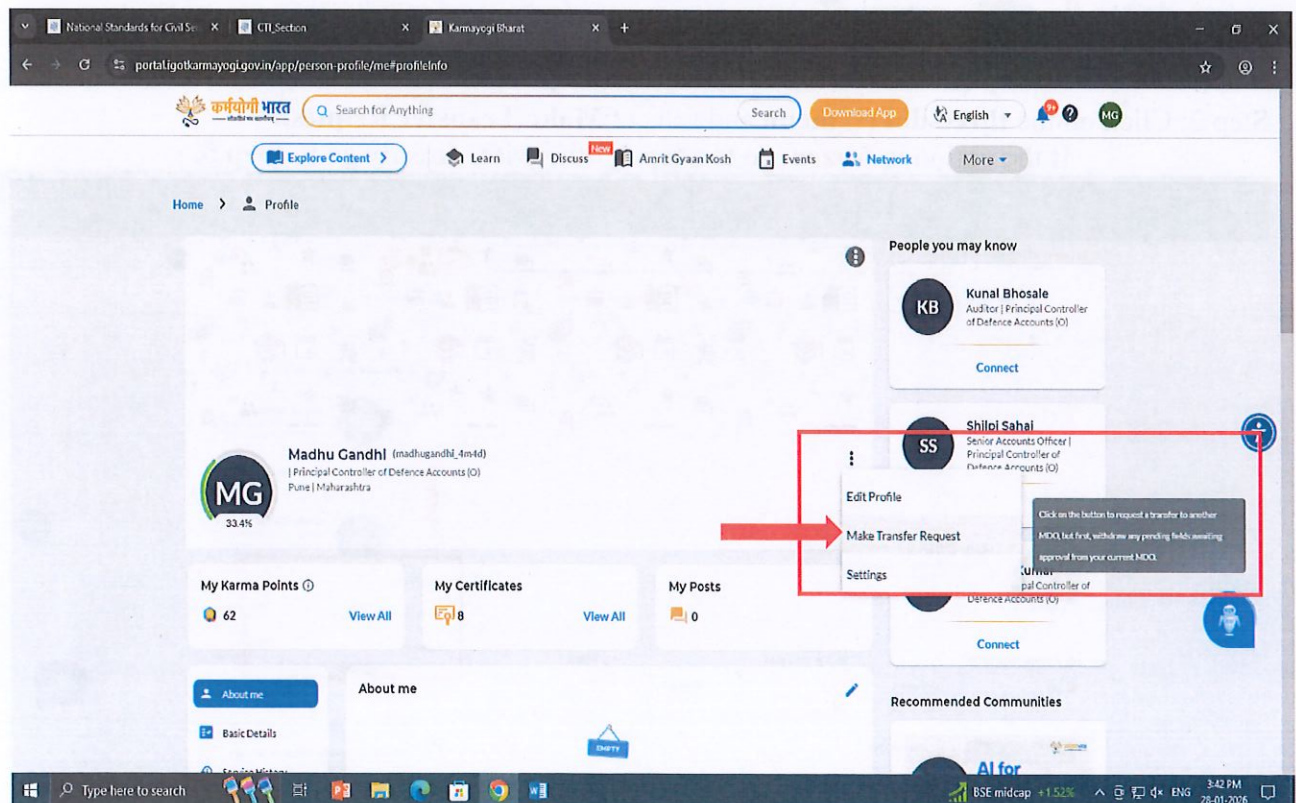 National Standards for Civil Se
CTI_Section
Karmayogi Bharat
portal.igotkarmayogi.gov.in/app/person-profile/me#profileInfo
कर्मयोगी भारत
Search for Anything
Search
Download App
English
9+
MG
Explore Content >
Learn
Discuss
New
Amrit Gyaan Kosh
Events
Network
More
Home > Profile
People you may know
KB
Kunal Bhosale
Auditor | Principal Controller
of Defence Accounts (O)
Connect
SS
Shilpi Sahai
Senior Accounts Officer |
Principal Controller of
Defence Accounts (O)
MG
33.4%
Madhu Gandhi (madhugandhi_4m4d)
| Principal Controller of Defence Accounts (O)
Pune | Maharashtra
Edit Profile
Make Transfer Request
Settings
Click on the button to request a transfer to another
MDO, but first, withdraw any pending fields awaiting
approval from your current MDO.
pal Controller of
Defence Accounts (O)
Connect
My Karma Points
62
View All
My Certificates
8
View All
My Posts
0
About me
Basic Details
Service History
About me
EMPTY
Recommended Communities
AI for
Type here to search
BSE midcap +1.52%
ENG
3:42 PM
28-01-2026